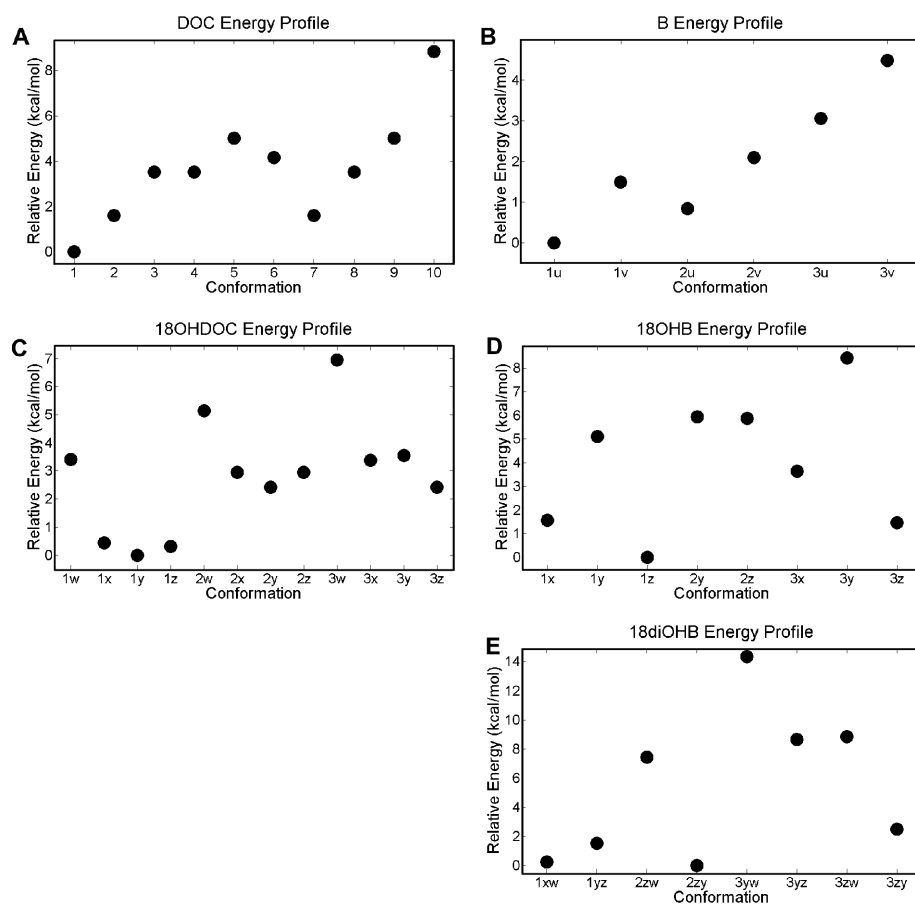 A
DOC Energy Profile
Relative Energy (kcal/mol)
8
6
4
2
0
1 2 3 4 5 6 7 8 9 10
Conformation
B
B Energy Profile
Relative Energy (kcal/mol)
4
3
2
1
0
1u 1v 2u 2v 3u 3v
Conformation
C
18OHDOC Energy Profile
Relative Energy (kcal/mol)
7
6
5
4
3
2
1
0
1w 1x 1y 1z 2w 2x 2y 2z 3w 3x 3y 3z
Conformation
D
18OHB Energy Profile
Relative Energy (kcal/mol)
8
7
6
5
4
3
2
1
0
1x 1y 1z 2y 2z 3x 3y 3z
Conformation
E
18diOHB Energy Profile
Relative Energy (kcal/mol)
14
12
10
8
6
4
2
0
1xw 1yz 2zw 2zy 3yw 3yz 3zw 3zy
Conformation